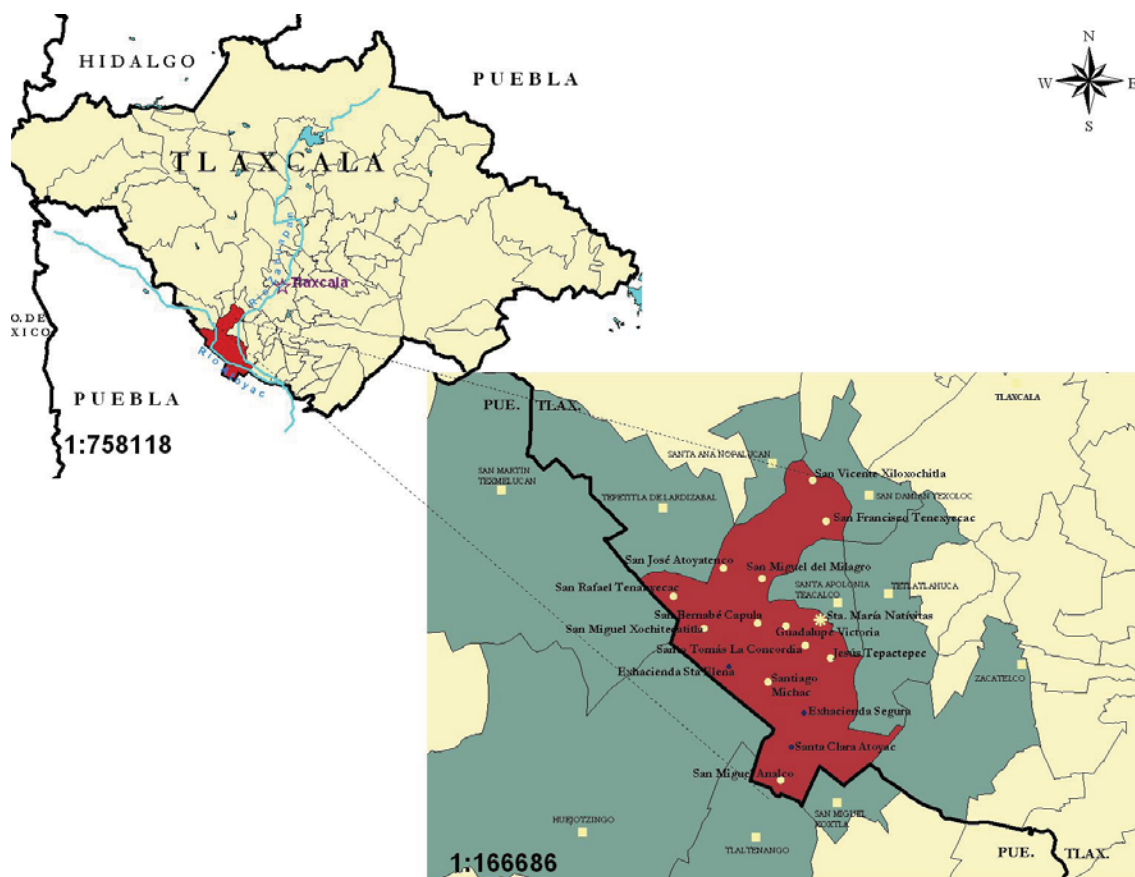 HIDALGO
PUEBLA
N
W E
S
TLAXCALA
Río Zahuapan
Tlaxcala
O. DE
XICO
Río Atoyac
PUEBLA
1:758118
PUE. TLAX.
TLAXCALA
SANTA ANA NOPALUCAN
San Vicente Xiloxochitla
SAN MARTIN
TEXMELUCAN
TEPETITLA DE LARDIZABAL
SAN DAMIAN TEXOLOC
San Francisco Tenexyecac
San José Atoyatenco
San Miguel del Milagro
San Rafael Tenanyecac
SANTA APOLONIA
TEACALCO
TETLATLAHUCA
San Bernabé Capula
Sta. María Natívitas
San Miguel Xochitecatitla
Guadalupe Victoria
Santo Tomás La Concordia
Jesús Tepactepec
Exhacienda Sta Elena
ZACATELCO
Santiago
Michac
Exhacienda Segura
Santa Clara Atoyac
San Miguel Analco
HUEJOTZINGO
SAN MIGUEL
XOXTLA
TLALTENANGO
PUE. TLAX.
1:166686